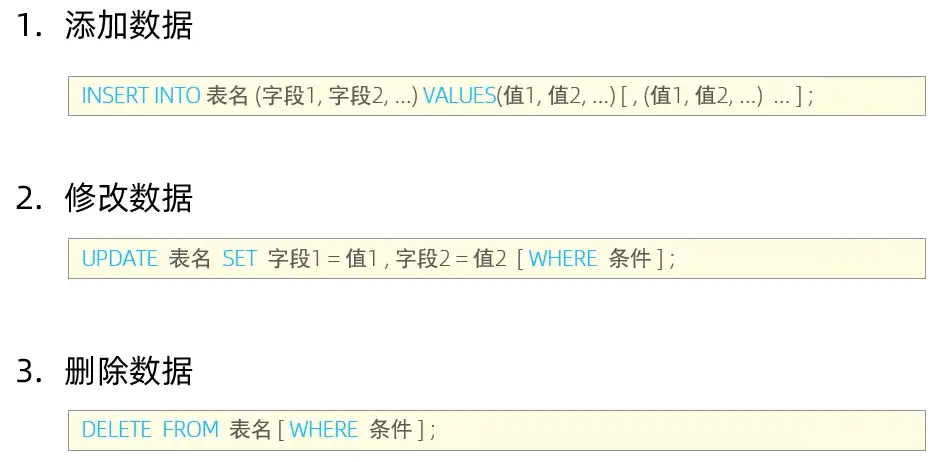 1. 添加数据
INSERT INTO 表名 (字段1, 字段2, ...) VALUES(值1, 值2, ...) [ , (值1, 值2, ...) ... ] ;
2. 修改数据
UPDATE 表名 SET 字段1 = 值1 , 字段2 = 值2 [ WHERE 条件 ] ;
3. 删除数据
DELETE FROM 表名 [ WHERE 条件 ] ;